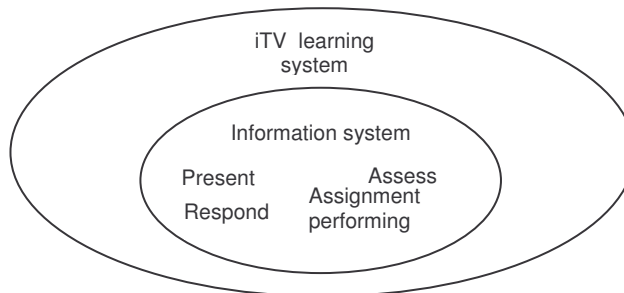 iTV learning
system
Information system
Present
Assess
Respond
Assignment
performing